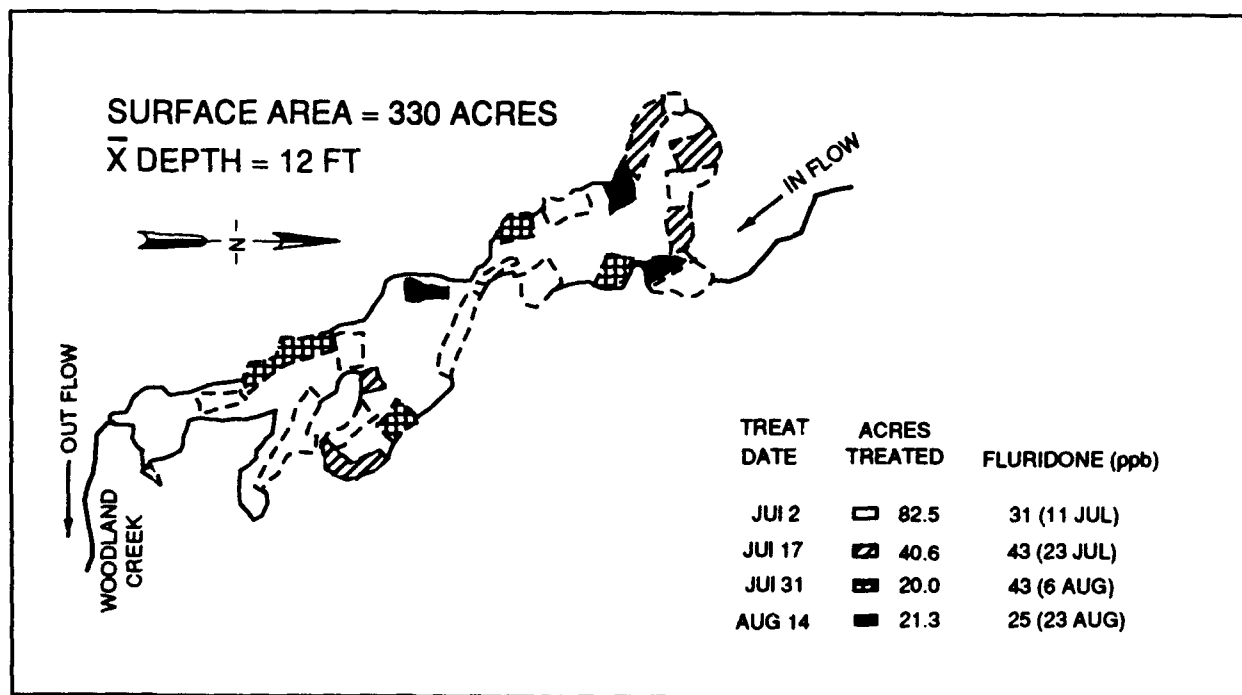 SURFACE AREA = 330 ACRES
X̄ DEPTH = 12 FT
N
IN FLOW
OUT FLOW
WOODLAND
CREEK
TREAT DATE ACRES TREATED FLURIDONE (ppb)
JUl 2 82.5 31 (11 JUL)
JUl 17 40.6 43 (23 JUL)
JUl 31 20.0 43 (6 AUG)
AUG 14 21.3 25 (23 AUG)